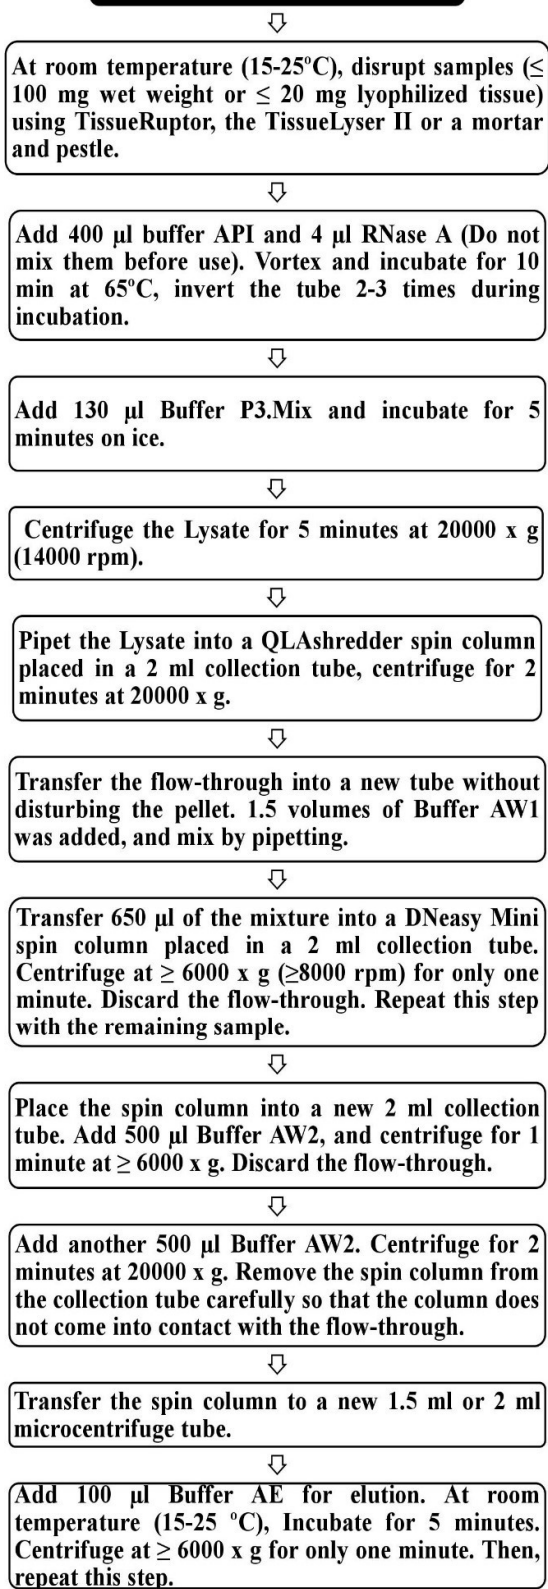 At room temperature (15-25°C), disrupt samples (≤
100 mg wet weight or ≤ 20 mg lyophilized tissue)
using TissueRuptor, the TissueLyser II or a mortar
and pestle.
Add 400 µl buffer API and 4 µl RNase A (Do not
mix them before use). Vortex and incubate for 10
min at 65°C, invert the tube 2-3 times during
incubation.
Add 130 µl Buffer P3.Mix and incubate for 5
minutes on ice.
Centrifuge the Lysate for 5 minutes at 20000 x g
(14000 rpm).
Pipet the Lysate into a QLAshredder spin column
placed in a 2 ml collection tube, centrifuge for 2
minutes at 20000 x g.
Transfer the flow-through into a new tube without
disturbing the pellet. 1.5 volumes of Buffer AW1
was added, and mix by pipetting.
Transfer 650 µl of the mixture into a DNeasy Mini
spin column placed in a 2 ml collection tube.
Centrifuge at ≥ 6000 x g (≥8000 rpm) for only one
minute. Discard the flow-through. Repeat this step
with the remaining sample.
Place the spin column into a new 2 ml collection
tube. Add 500 µl Buffer AW2, and centrifuge for 1
minute at ≥ 6000 x g. Discard the flow-through.
Add another 500 µl Buffer AW2. Centrifuge for 2
minutes at 20000 x g. Remove the spin column from
the collection tube carefully so that the column does
not come into contact with the flow-through.
Transfer the spin column to a new 1.5 ml or 2 ml
microcentrifuge tube.
Add 100 µl Buffer AE for elution. At room
temperature (15-25 °C), Incubate for 5 minutes.
Centrifuge at ≥ 6000 x g for only one minute. Then,
repeat this step.